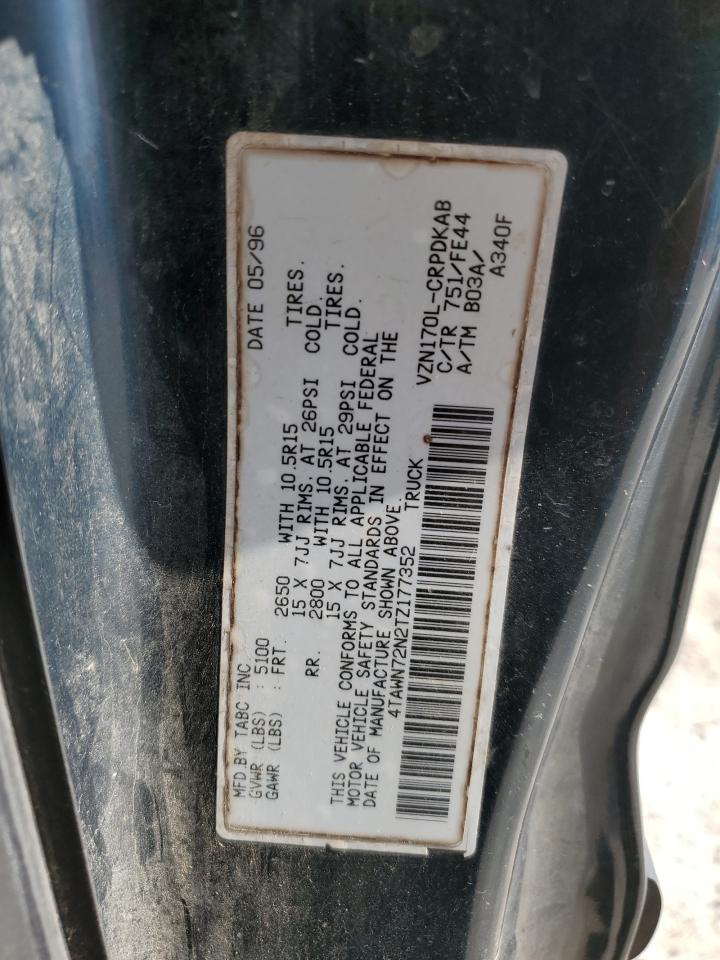 MFD.BY TABC INC. DATE 05/96
GVWR (LBS) : 5100
GAWR (LBS) : FRT. 2650 WITH 10.5R15 TIRES.
15 X 7JJ RIMS. AT 26PSI COLD.
RR. 2800 WITH 10.5R15 TIRES.
15 X 7JJ RIMS. AT 29PSI COLD.
THIS VEHICLE CONFORMS TO ALL APPLICABLE FEDERAL
MOTOR VEHICLE SAFETY STANDARDS IN EFFECT ON THE
DATE OF MANUFACTURE SHOWN ABOVE.
4TAWN72N2TZ177352 TRUCK
VZN170L-CRPDKAB
C/TR 751/FE44
A/TM B03A/
A340F